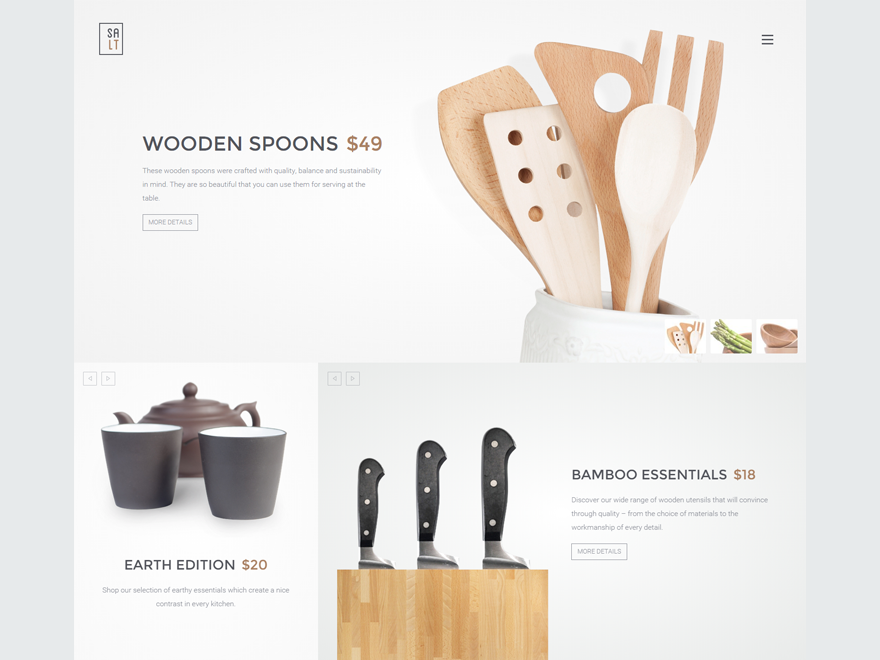 SA
LT
WOODEN SPOONS $49
These wooden spoons were crafted with quality, balance and sustainability
in mind. They are so beautiful that you can use them for serving at the
table.
MORE DETAILS
EARTH EDITION $20
Shop our selection of earthy essentials which create a nice
contrast in every kitchen.
BAMBOO ESSENTIALS $18
Discover our wide range of wooden utensils that will convince
through quality – from the choice of materials to the
workmanship of every detail.
MORE DETAILS